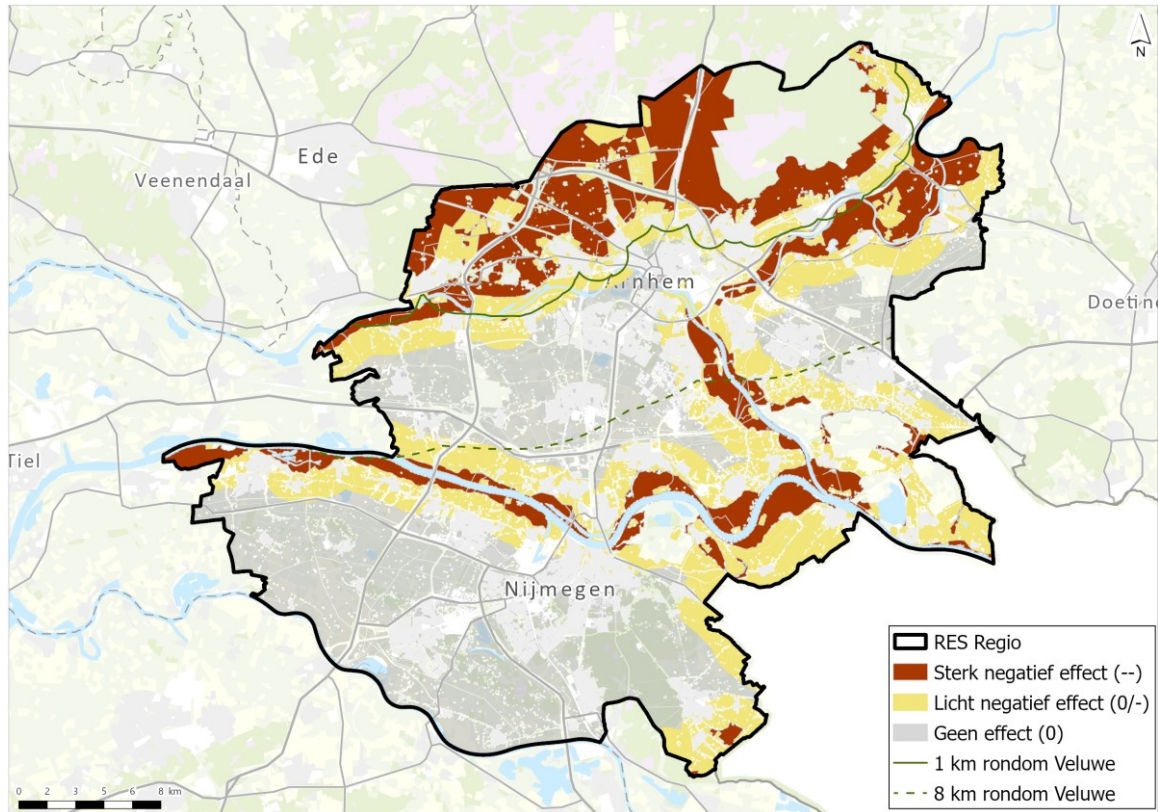 N
Ede
Veenendaal
Arnhem
Doetinc
Tiel
Nijmegen
RES Regio
Sterk negatief effect (--)
Licht negatief effect (0/-)
Geen effect (0)
1 km rondom Veluwe
8 km rondom Veluwe
0 2 3 5 6 8 km